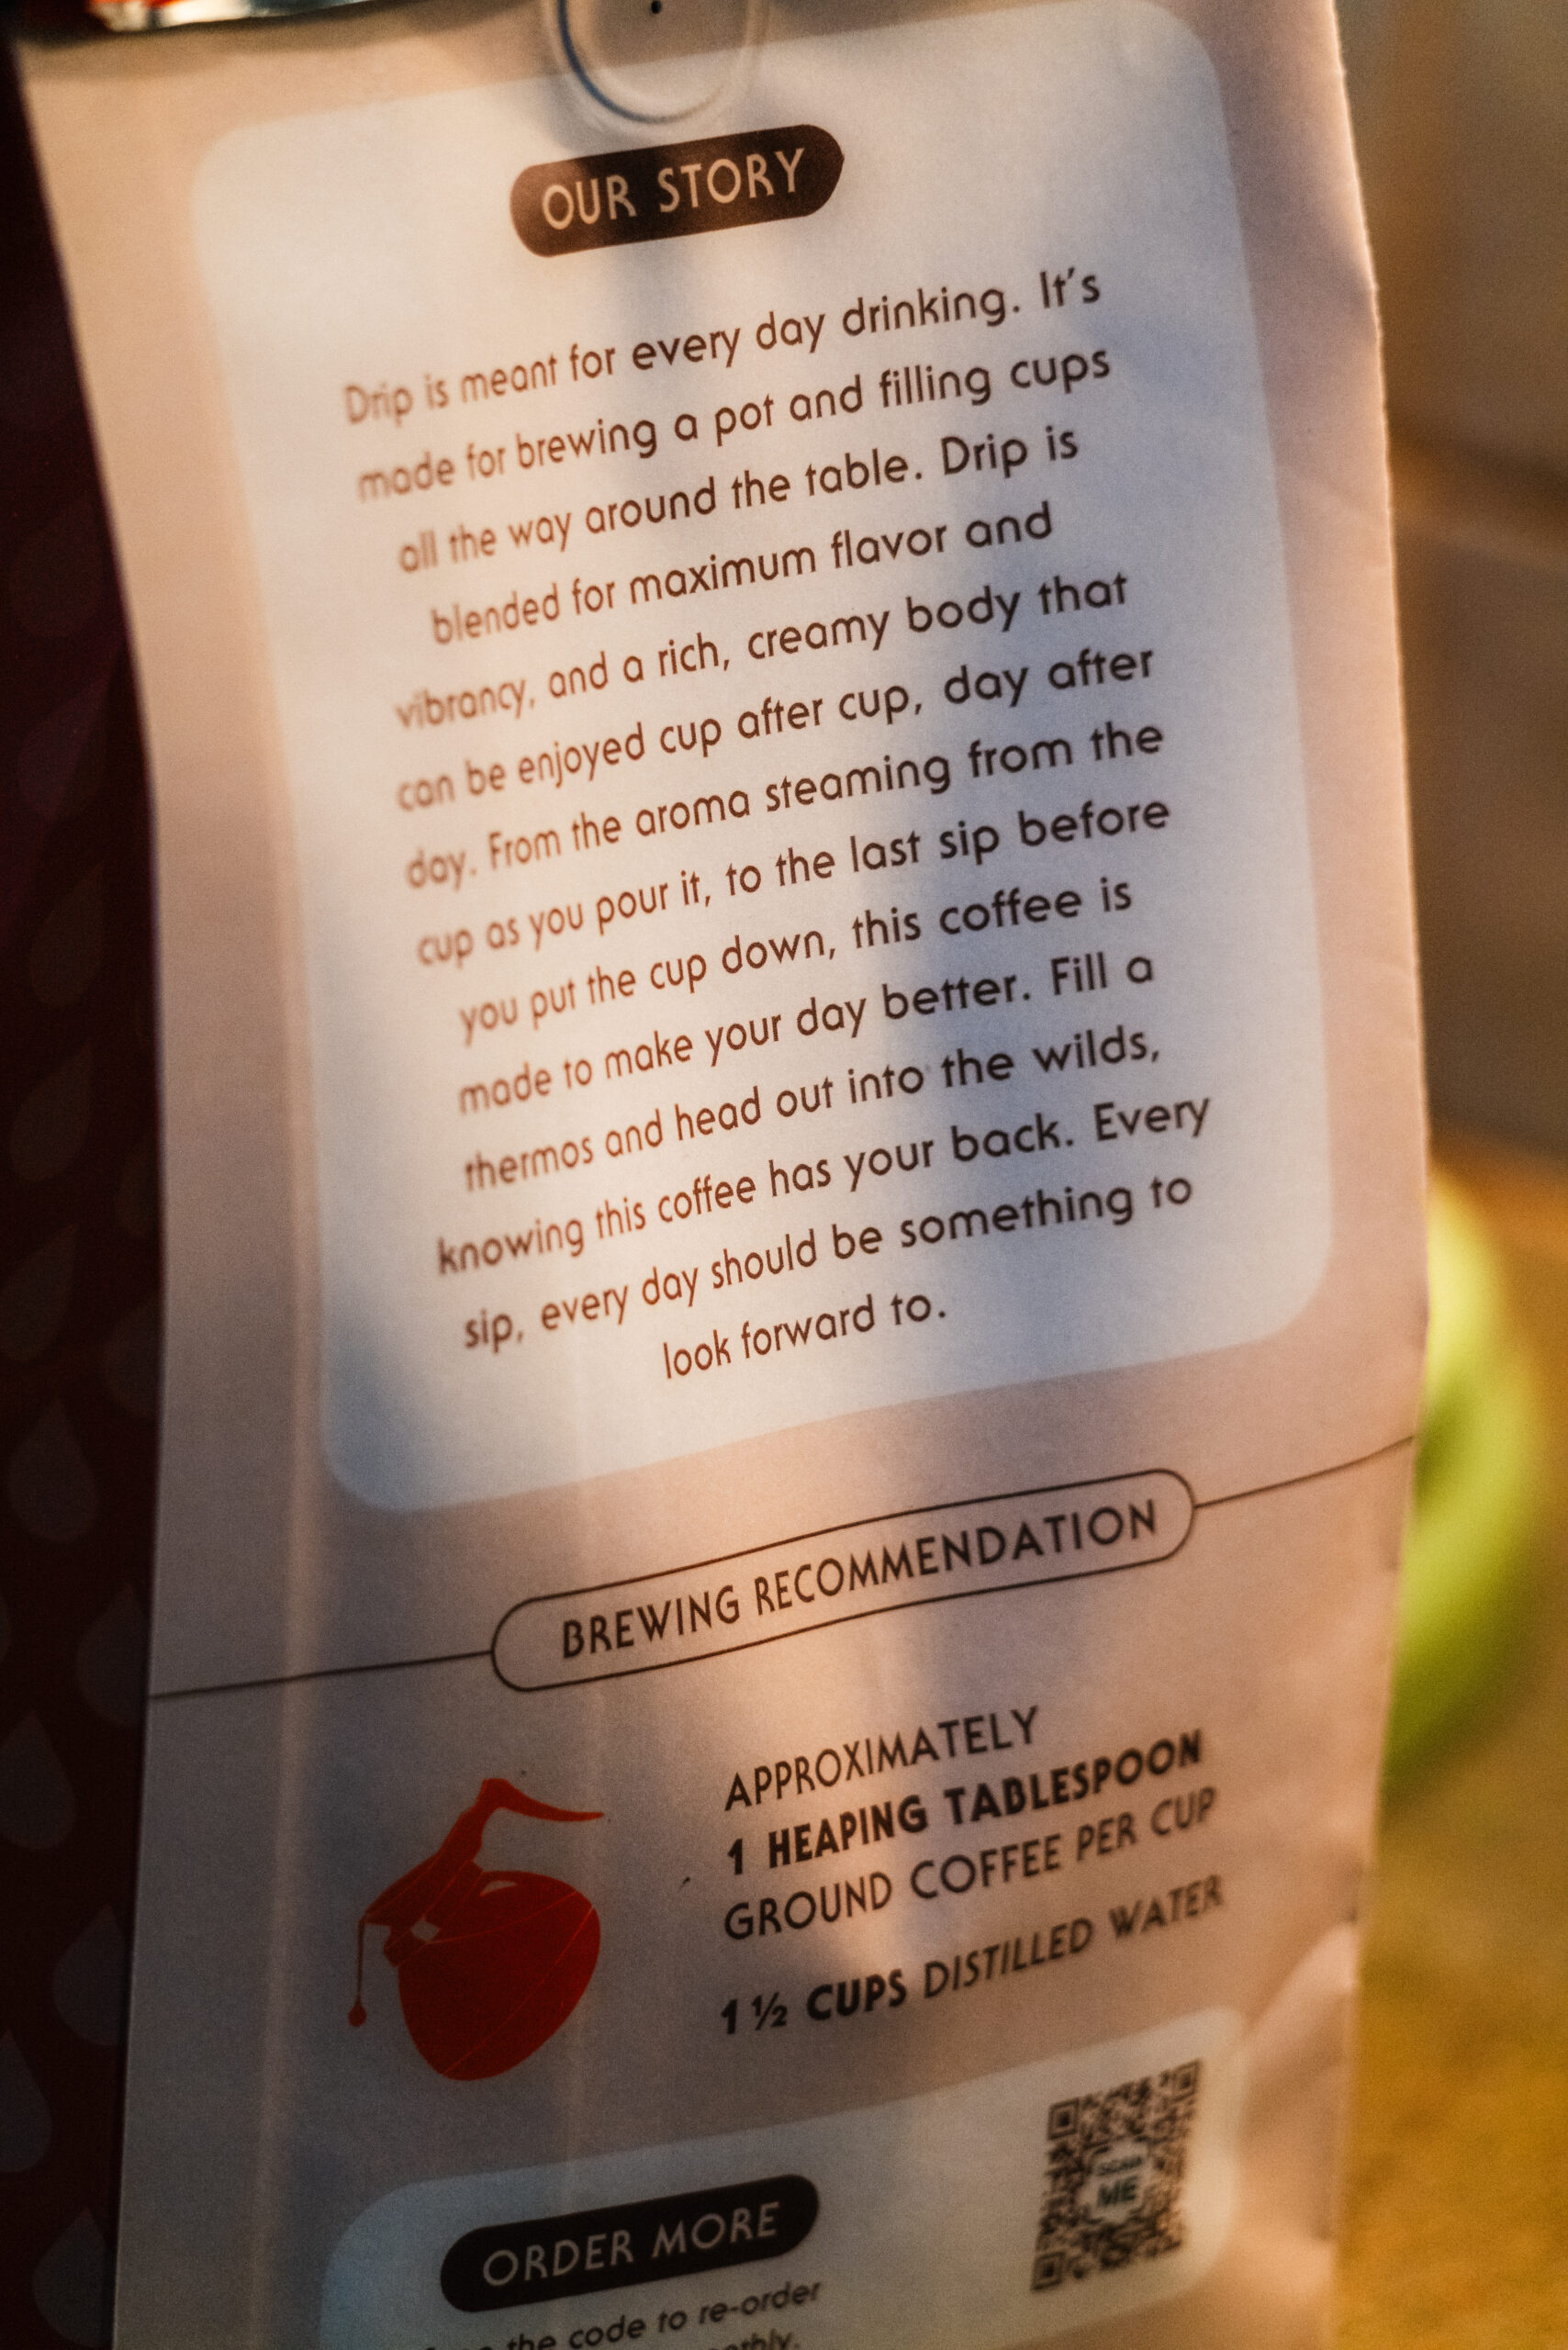 OUR STORY
Drip is meant for every day drinking. It's
made for brewing a pot and filling cups
all the way around the table. Drip is
blended for maximum flavor and
vibrancy, and a rich, creamy body that
can be enjoyed cup after cup, day after
day. From the aroma steaming from the
cup as you pour it, to the last sip before
you put the cup down, this coffee is
made to make your day better. Fill a
thermos and head out into the wilds,
knowing this coffee has your back. Every
sip, every day should be something to
look forward to.
BREWING RECOMMENDATION
APPROXIMATELY
1 HEAPING TABLESPOON
GROUND COFFEE PER CUP
1 ½ CUPS DISTILLED WATER
SCAN
ME
ORDER MORE
the code to re-order